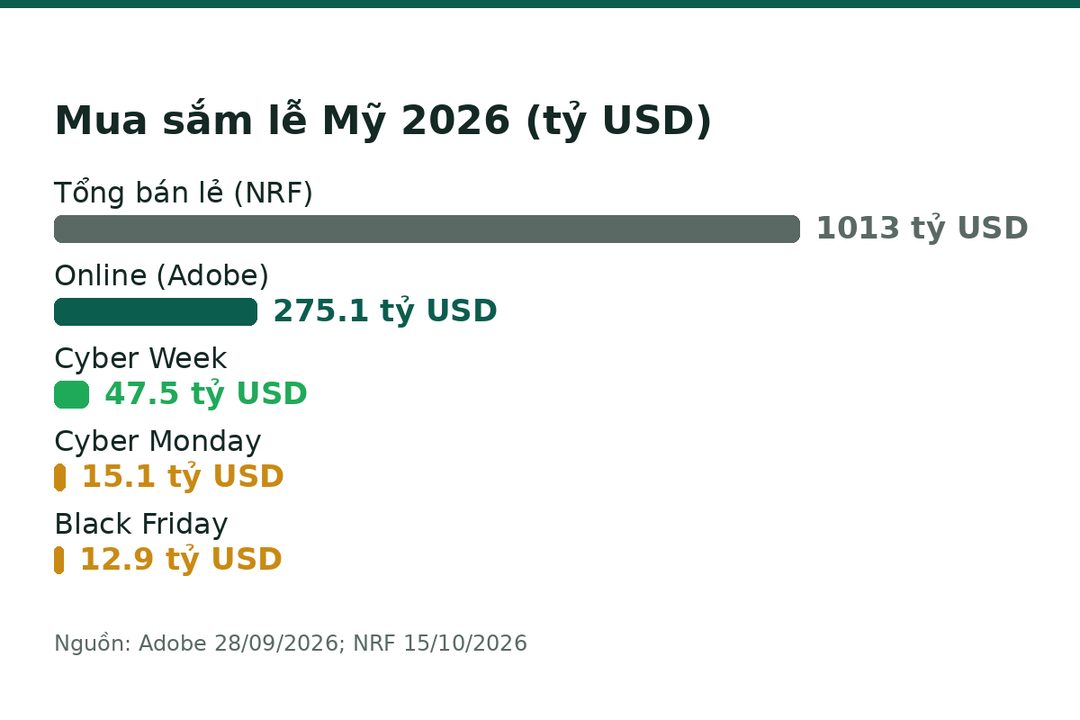 Mua sắm lễ Mỹ 2026 (tỷ USD)
Tổng bán lẻ (NRF)
1013 tỷ USD
Online (Adobe)
275.1 tỷ USD
Cyber Week
47.5 tỷ USD
Cyber Monday
15.1 tỷ USD
Black Friday
12.9 tỷ USD
Nguồn: Adobe 28/09/2026; NRF 15/10/2026